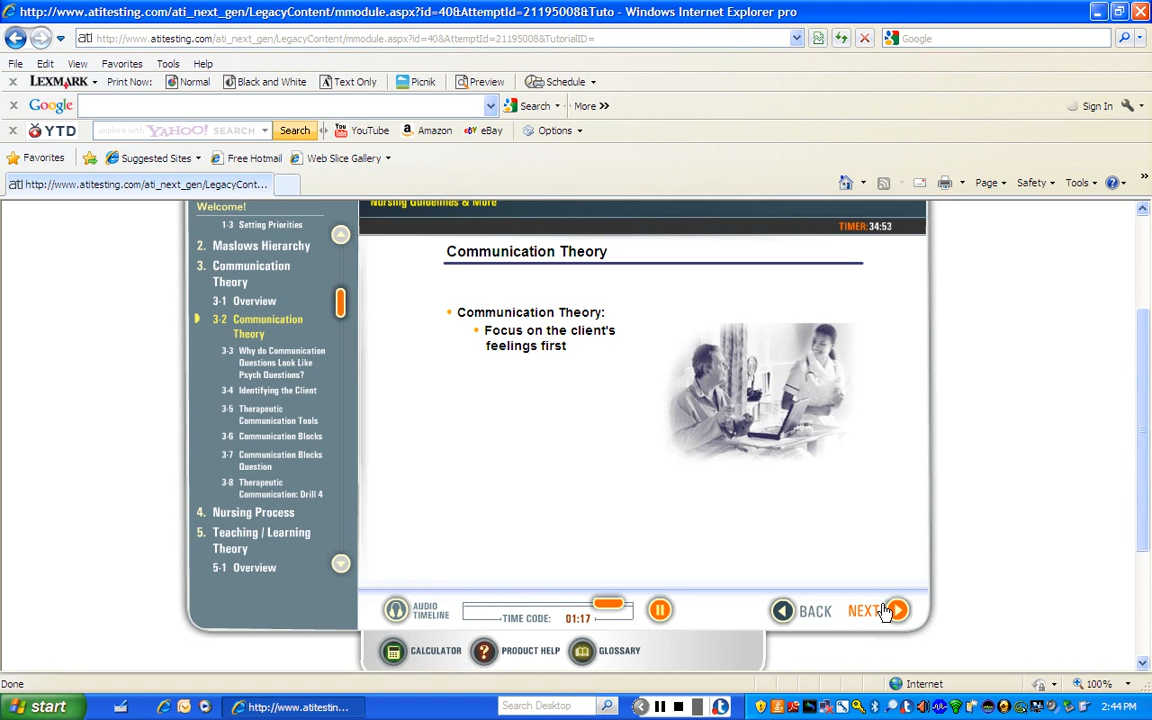 http://www.atitesting.com/ati_next_gen/LegacyContent/mmodule.aspx?id=40&AttemptId=21195008&Tuto - Windows Internet Explorer pro
ati http://www.atitesting.com/ati_next_gen/LegacyContent/mmodule.aspx?id=40&AttemptId=21195008&TutorialID= Google
File Edit View Favorites Tools Help
x LEXMARK Print Now: Normal Black and White Text Only Picnik Preview Schedule
x Google Search More >> Sign In
x YTD explore with YAHOO! SEARCH Search You Tube YouTube a Amazon eBay Options
Favorites Suggested Sites Free Hotmail Web Slice Gallery
ati http://www.atitesting.com/ati_next_gen/LegacyCont... Page Safety Tools
Nursing Guidelines & More
Welcome!
1-3 Setting Priorities
TIMER: 34:53
2. Maslows Hierarchy
3. Communication
Theory
3-1 Overview
3-2 Communication
Theory
3-3 Why do Communication
Questions Look Like
Psych Questions?
3-4 Identifying the Client
3-5 Therapeutic
Communication Tools
3-6 Communication Blocks
3-7 Communication Blocks
Question
3-8 Therapeutic
Communication: Drill 4
4. Nursing Process
5. Teaching / Learning
Theory
5-1 Overview
Communication Theory
• Communication Theory:
• Focus on the client's
feelings first
AUDIO
TIMELINE
TIME CODE: 01:17
BACK NEXT
CALCULATOR ? PRODUCT HELP GLOSSARY
Done Internet 100%
start http://www.atitestin... Search Desktop 2:44 PM